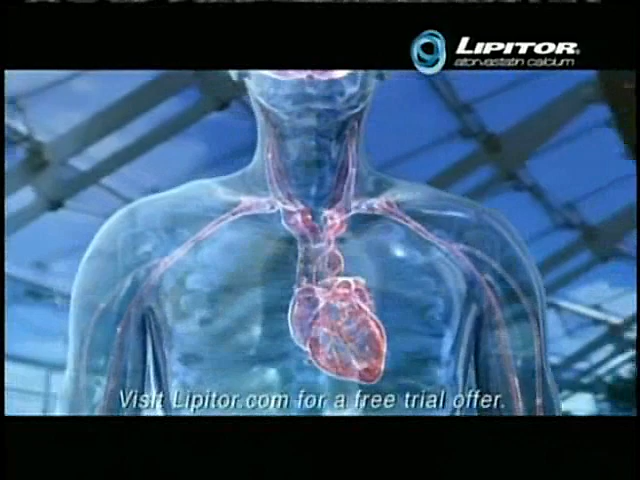 LIPITOR®
atorvastatin calcium
Visit Lipitor.com for a free trial offer.